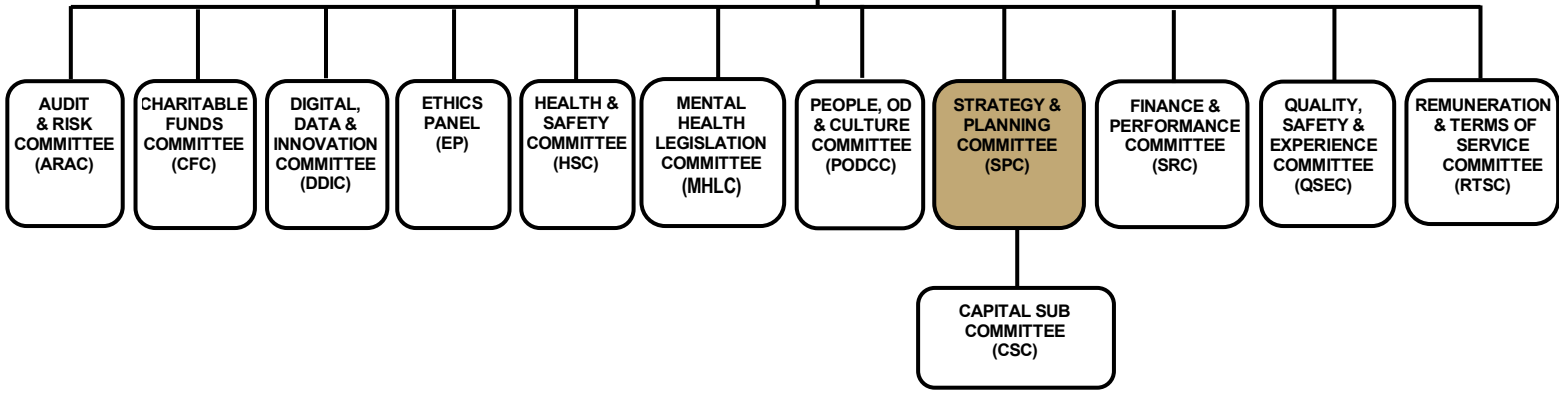 AUDIT
& RISK
COMMITTEE
(ARAC)
CHARITABLE
FUNDS
COMMITTEE
(CFC)
DIGITAL,
DATA &
INNOVATION
COMMITTEE
(DDIC)
ETHICS
PANEL
(EP)
HEALTH &
SAFETY
COMMITTEE
(HSC)
MENTAL
HEALTH
LEGISLATION
COMMITTEE
(MHLC)
PEOPLE, OD
& CULTURE
COMMITTEE
(PODCC)
STRATEGY &
PLANNING
COMMITTEE
(SPC)
FINANCE &
PERFORMANCE
COMMITTEE
(SRC)
QUALITY,
SAFETY &
EXPERIENCE
COMMITTEE
(QSEC)
REMUNERATION
& TERMS OF
SERVICE
COMMITTEE
(RTSC)
CAPITAL SUB
COMMITTEE
(CSC)